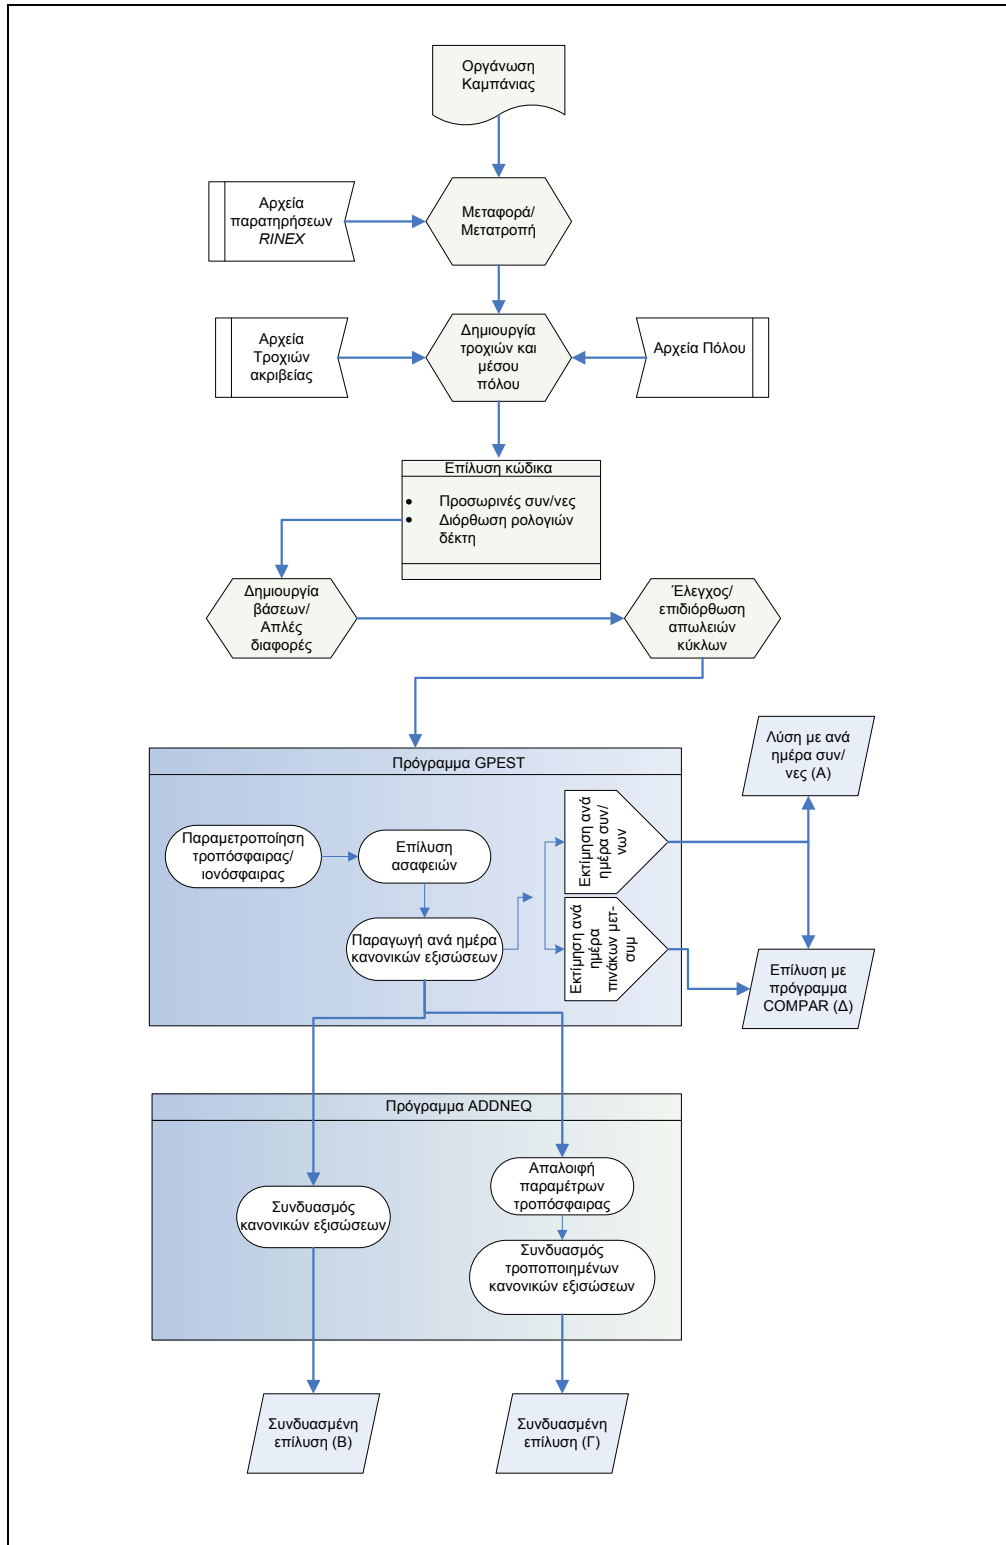 Οργάνωση
Καμπάνιας
Αρχεία
παρατηρήσεων
RINEX
Μεταφορά/
Μετατροπή
Αρχεία
Τροχιών
ακριβείας
Δημιουργία
τροχιών και
μέσου
πόλου
Αρχεία Πόλου
Επίλυση κώδικα
• Προσωρινές συν/νες
• Διόρθωση ρολογιών
δέκτη
Δημιουργία
βάσεων/
Απλές
διαφορές
Έλεγχος/
επιδιόρθωση
απωλειών
κύκλων
Πρόγραμμα GPEST
Παραμετροποίηση
τροπόσφαιρας/
ιονόσφαιρας
Επίλυση
ασαφειών
Παραγωγή ανά ημέρα
κανονικών εξισώσεων
Εκτίμηση ανά
ημέρα συν/
νων
Εκτίμηση ανά
ημέρα
πινάκων μετ-
συμ
Λύση με ανά
ημέρα συν/
νες (Α)
Επίλυση με
πρόγραμμα
COMPAR (Δ)
Πρόγραμμα ADDNEQ
Συνδυασμός
κανονικών εξισώσεων
Απαλοιφή
παραμέτρων
τροπόσφαιρας
Συνδυασμός
τροποποιημένων
κανονικών εξισώσεων
Συνδυασμένη
επίλυση (Β)
Συνδυασμένη
επίλυση (Γ)